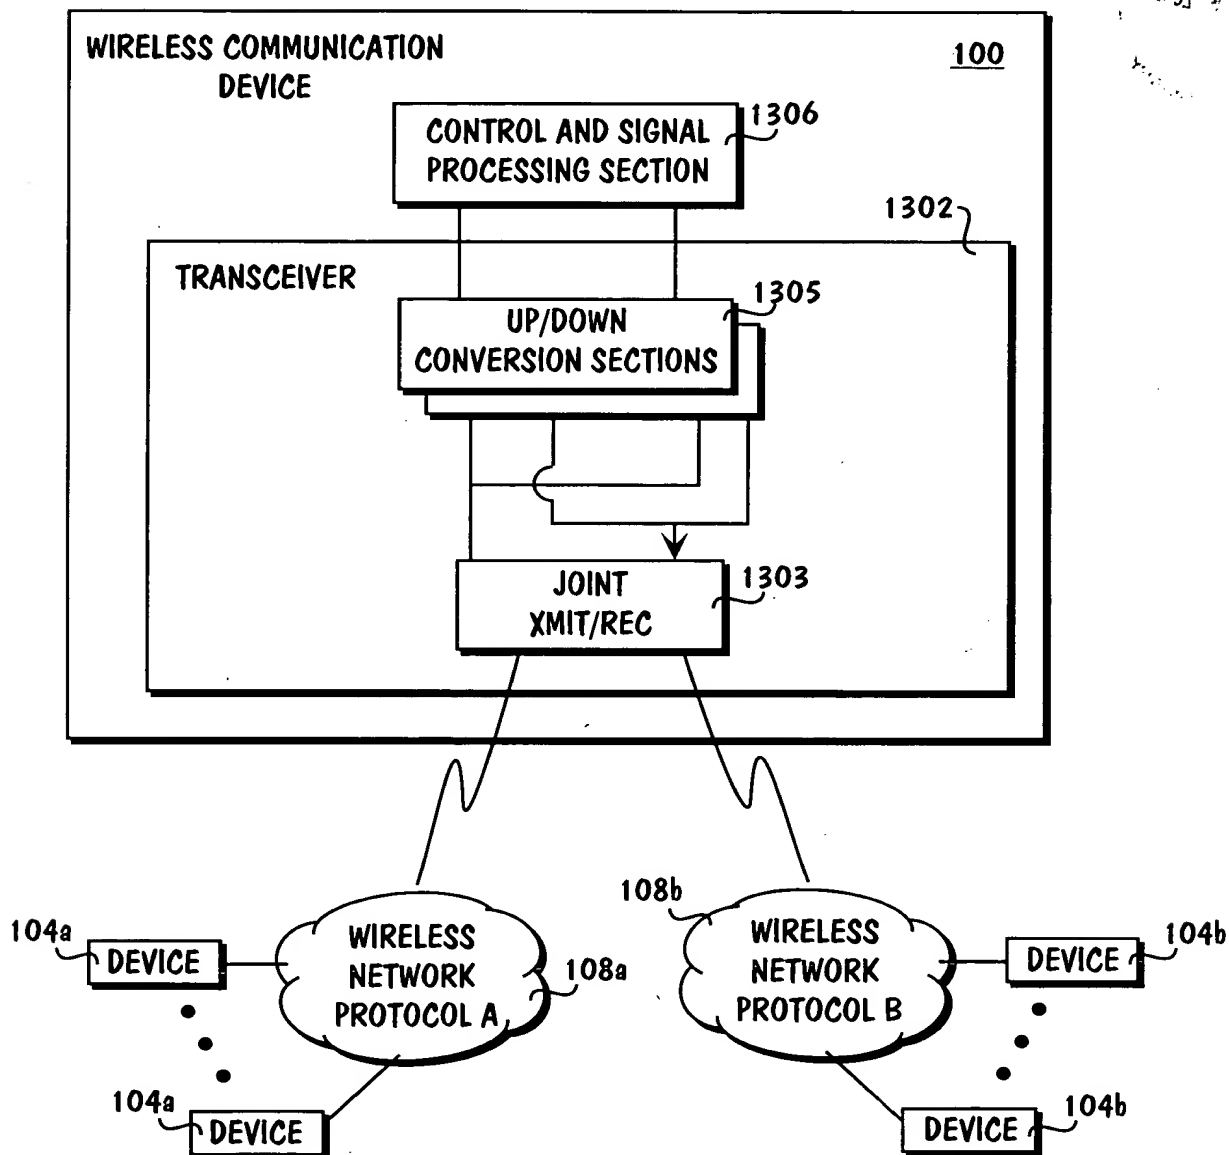 WIRELESS COMMUNICATION
DEVICE
100
CONTROL AND SIGNAL
PROCESSING SECTION
1306
1302
TRANSCEIVER
UP/DOWN
CONVERSION SECTIONS
1305
JOINT
XMIT/REC
1303
WIRELESS
NETWORK
PROTOCOL A
108a
104a
DEVICE
104a
DEVICE
108b
WIRELESS
NETWORK
PROTOCOL B
104b
DEVICE
104b
DEVICE